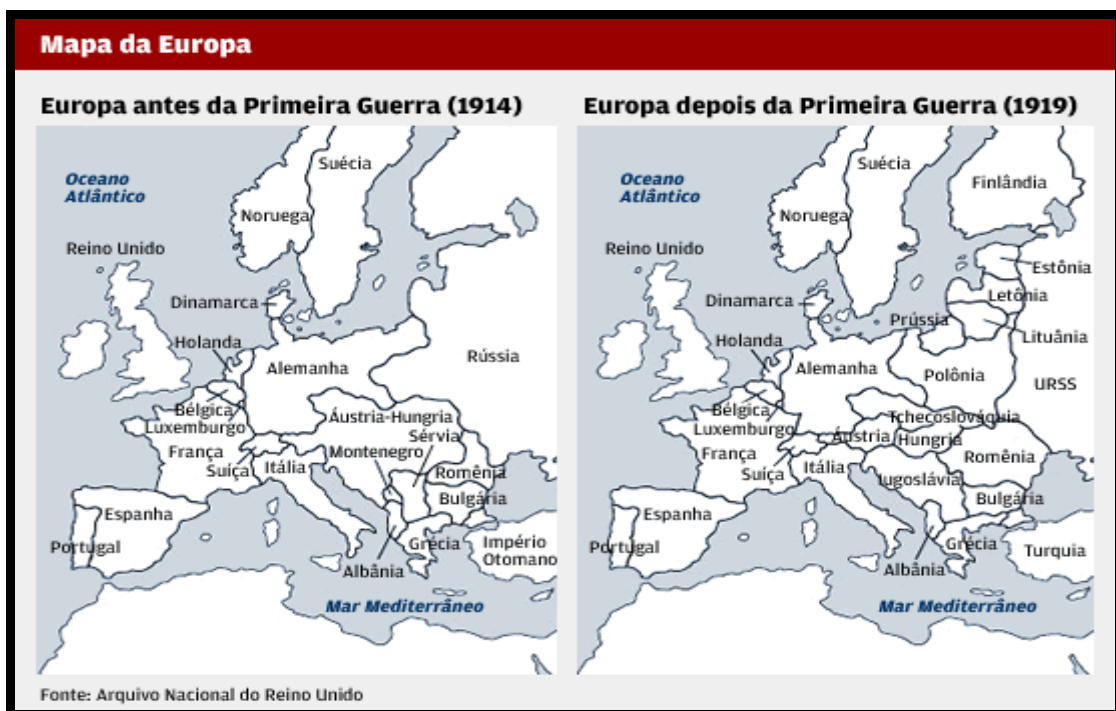 Mapa da Europa
Europa antes da Primeira Guerra (1914)
Oceano
Atlântico
Suécia
Noruega
Reino Unido
Dinamarca
Holanda
Alemanha
Rússia
Bélgica
Luxemburgo
Áustria-Hungria
Sérvia
França
Montenegro
Suíça
Itália
Romênia
Bulgária
Espanha
Portugal
Grécia
Império
Otomano
Albânia
Mar Mediterrâneo
Europa depois da Primeira Guerra (1919)
Oceano
Atlântico
Suécia
Finlândia
Noruega
Reino Unido
Estônia
Dinamarca
Letônia
Prússia
Holanda
Lituânia
Alemanha
Polônia
URSS
Bélgica
Luxemburgo
Tchecoslováquia
Áustria
Hungria
França
Suíça
Itália
Romênia
Iugoslávia
Bulgária
Espanha
Portugal
Grécia
Turquia
Albânia
Mar Mediterrâneo
Fonte: Arquivo Nacional do Reino Unido